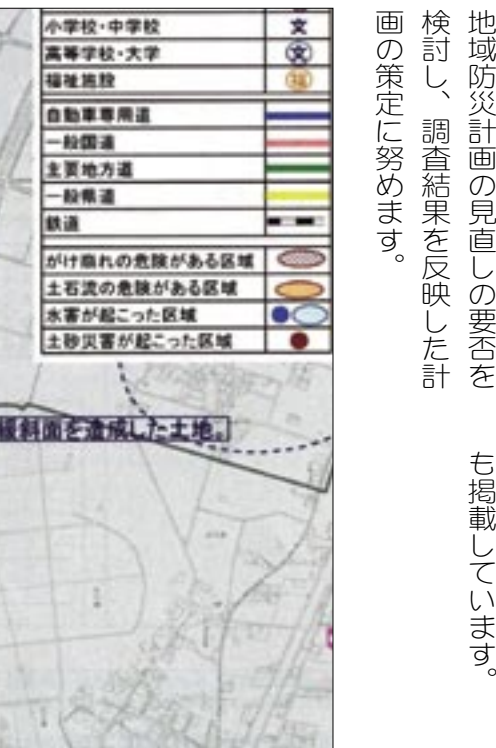 地域防災計画の見直しの要否を
検討し、調査結果を反映した計
画の策定に努めます。
も掲載しています。
小学校・中学校 文
高等学校・大学 文
福祉施設 福
自動車専用道
一般国道
主要地方道
一般県道
鉄道
がけ崩れの危険がある区域
土石流の危険がある区域
水害が起こった区域
土砂災害が起こった区域
緩斜面を造成した土地。